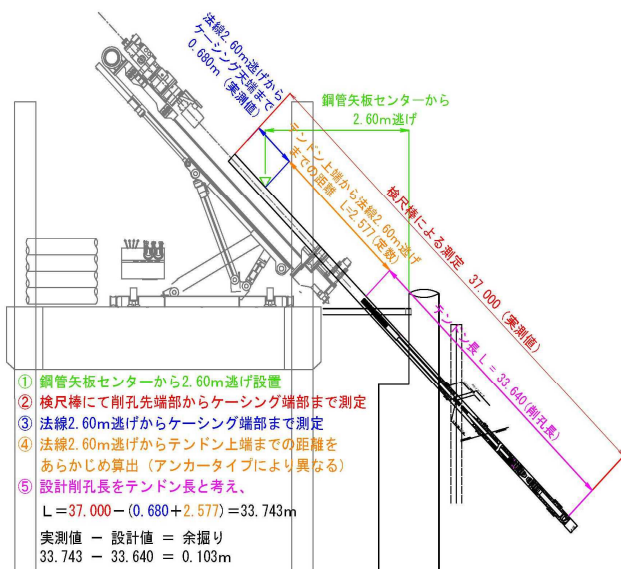 法線2.60m逃げから
ケーシング天端まで
0.680m (実測値)
鋼管矢板センターから
2.60m逃げ
テンドン上端から法線2.60m逃げ
までの距離 L=2.577(定数)
検尺棒による測定 37.000 (実測値)
テンドン長 L = 33.640(削孔長)
① 鋼管矢板センターから2.60m逃げ設置
② 検尺棒にて削孔先端部からケーシング端部まで測定
③ 法線2.60m逃げからケーシング端部まで測定
④ 法線2.60m逃げからテンドン上端までの距離を
あらかじめ算出 (アンカータイプにより異なる)
⑤ 設計削孔長をテンドン長と考え、
L=37.000-(0.680+2.577)=33.743m
実測値 - 設計値 = 余掘り
33.743 - 33.640 = 0.103m